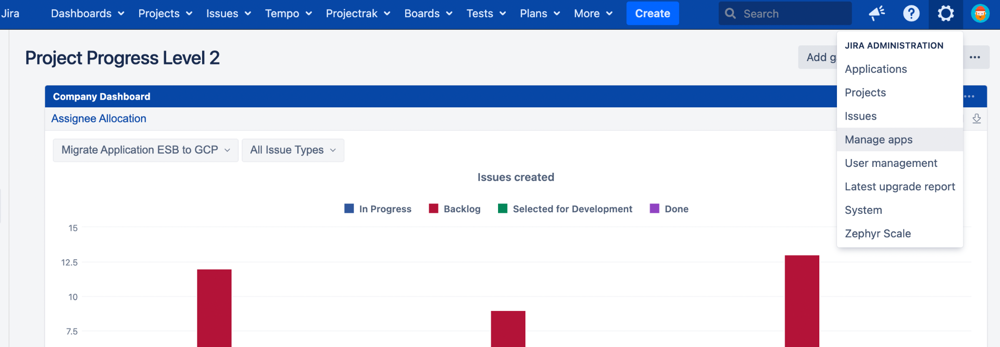 Jira Dashboards Projects Issues Tempo Projectrak Boards Tests Plans More Create Search ?
JIRA ADMINISTRATION
Applications
Projects
Issues
Manage apps
User management
Latest upgrade report
System
Zephyr Scale
Project Progress Level 2
Add g
Company Dashboard
Assignee Allocation
Migrate Application ESB to GCP All Issue Types
Issues created
In Progress Backlog Selected for Development Done
15
12.5
10
7.5